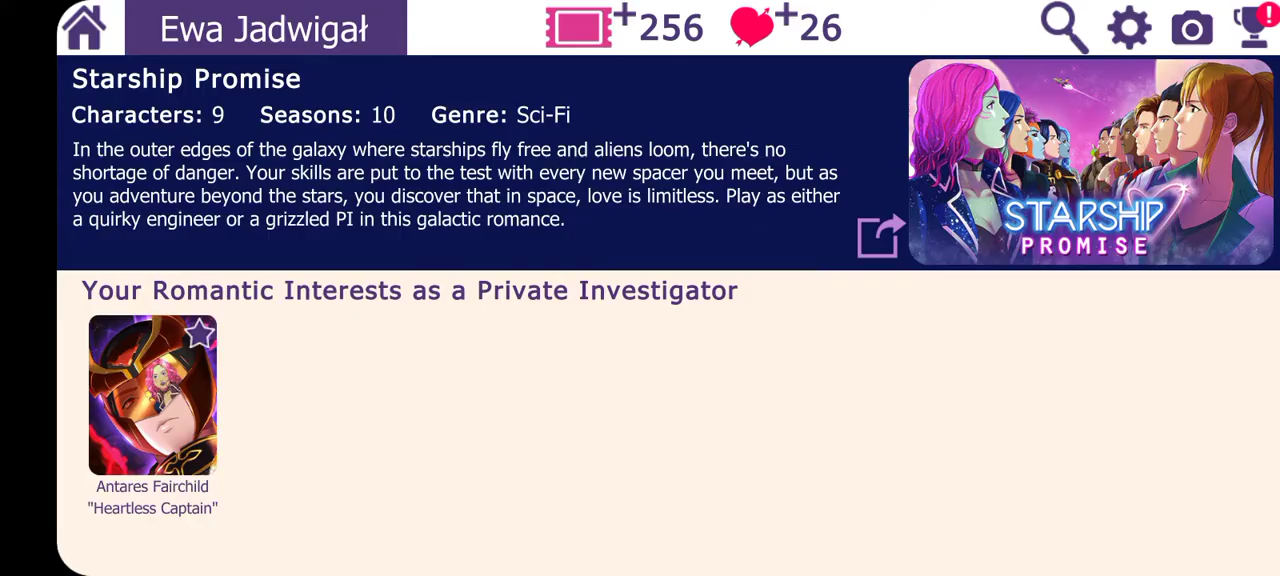 Ewa Jadwigał
+256
+26
!
Starship Promise
Characters: 9 Seasons: 10 Genre: Sci-Fi
In the outer edges of the galaxy where starships fly free and aliens loom, there's no
shortage of danger. Your skills are put to the test with every new spacer you meet, but as
you adventure beyond the stars, you discover that in space, love is limitless. Play as either
a quirky engineer or a grizzled PI in this galactic romance.
STARSHIP
PROMISE
Your Romantic Interests as a Private Investigator
Antares Fairchild
"Heartless Captain"